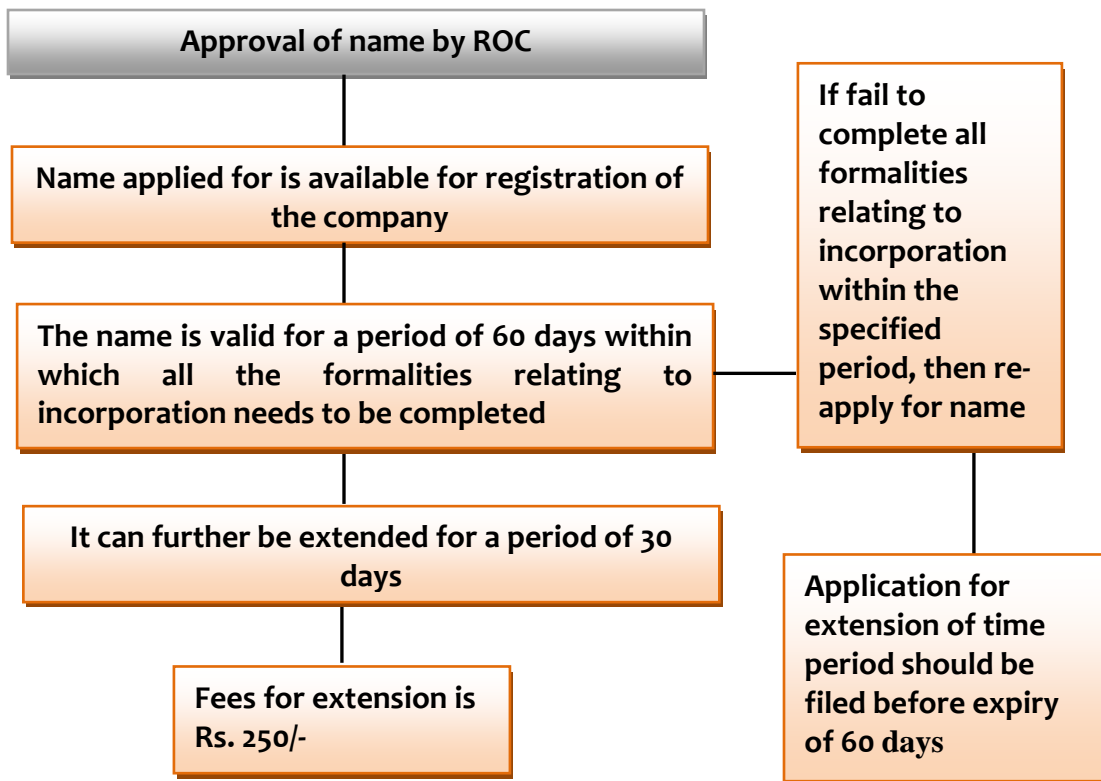 Approval of name by ROC
Name applied for is available for registration of
the company
The name is valid for a period of 60 days within
which all the formalities relating to
incorporation needs to be completed
It can further be extended for a period of 30
days
Fees for extension is
Rs. 250/-
If fail to
complete all
formalities
relating to
incorporation
within the
specified
period, then re-
apply for name
Application for
extension of time
period should be
filed before expiry
of 60 days